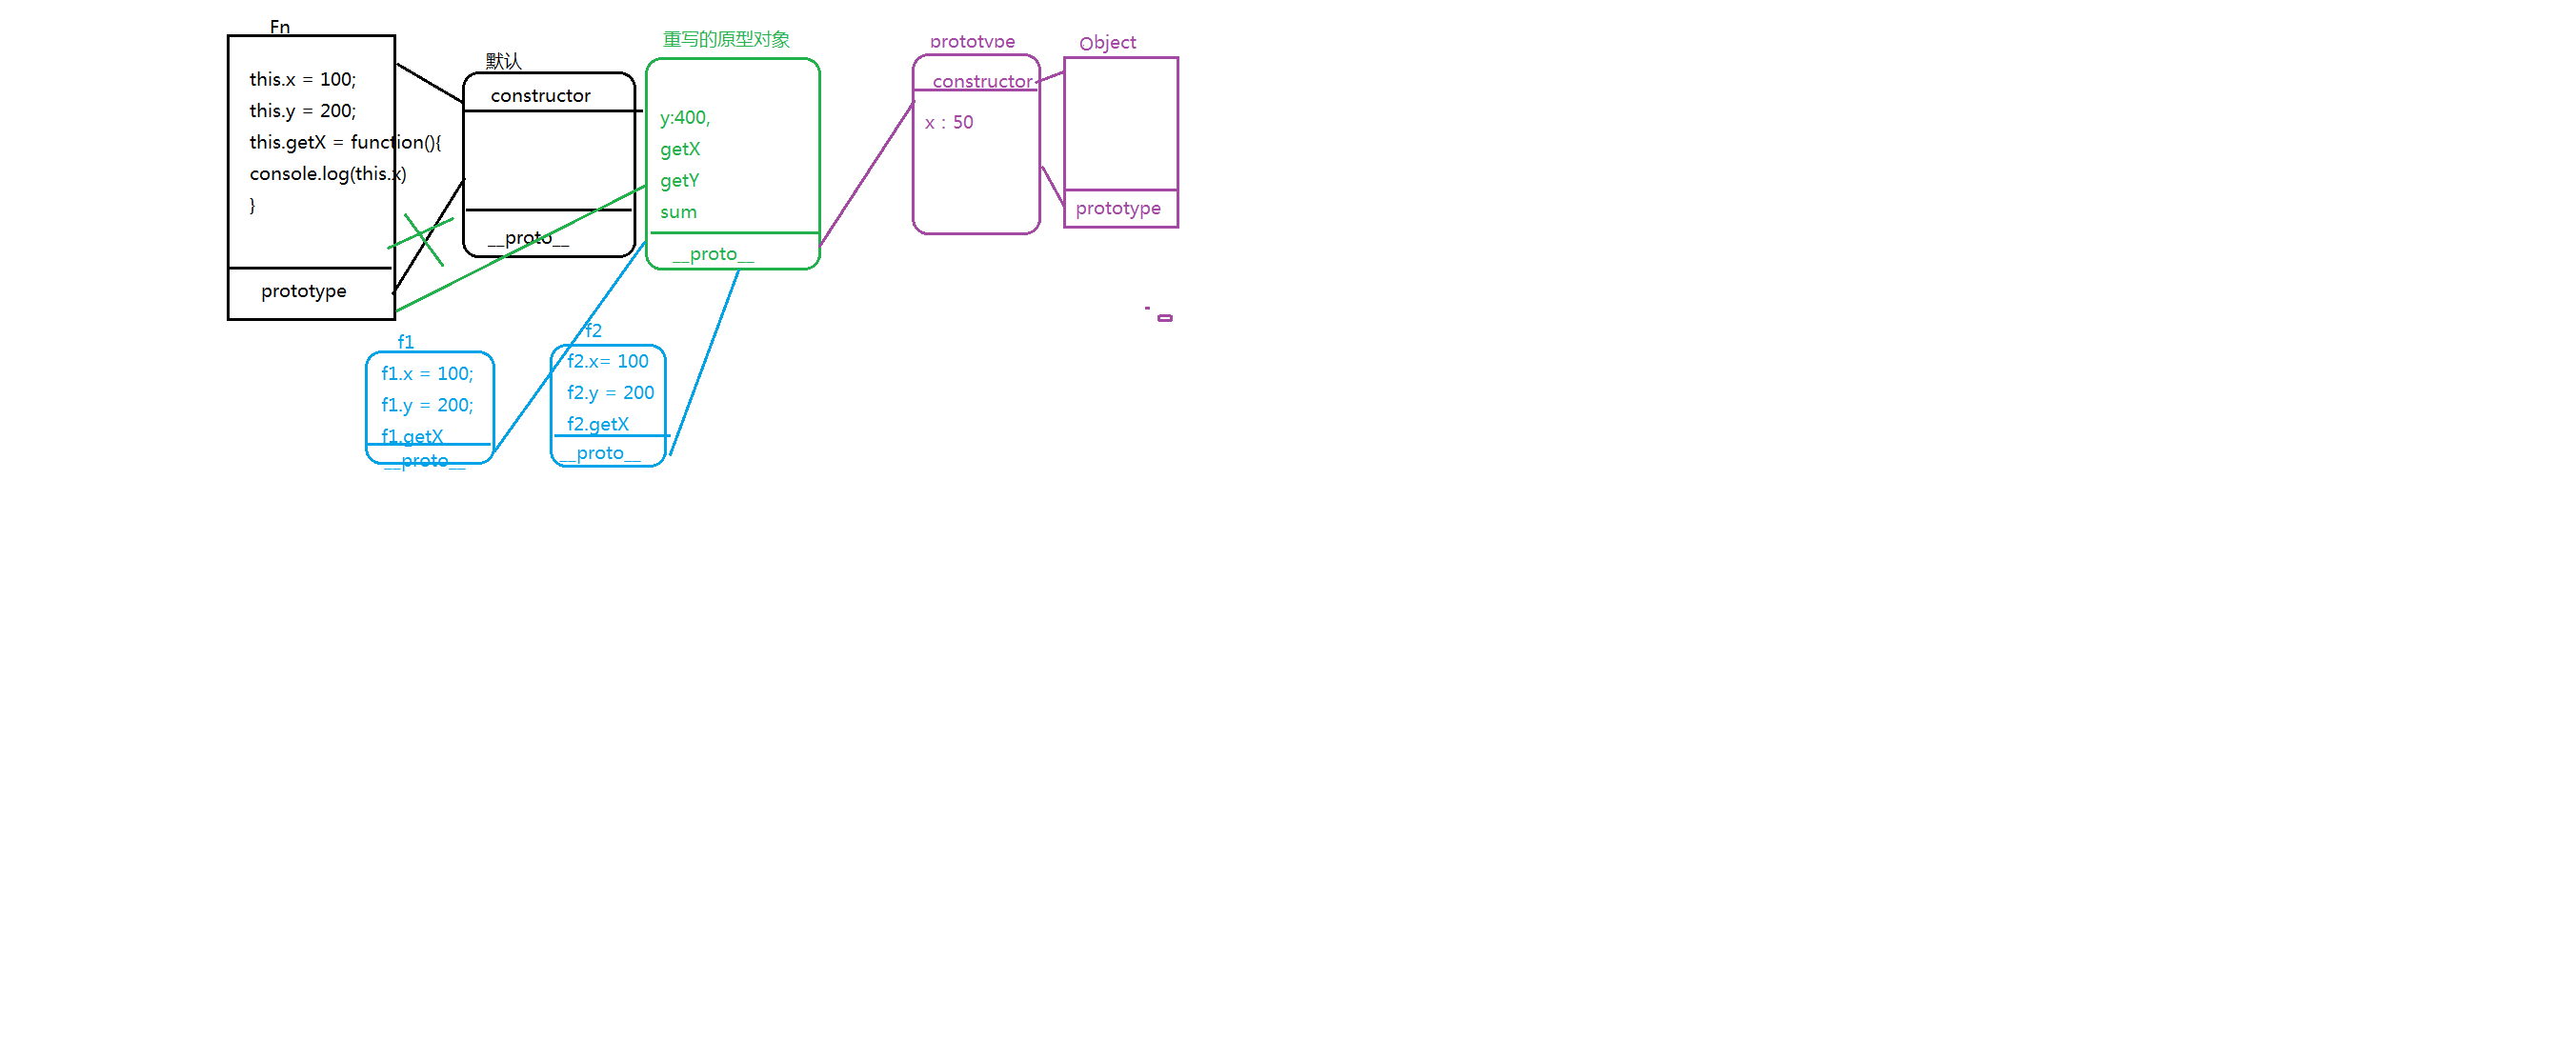 Fn
this.x = 100;
this.y = 200;
this.getX = function(){
console.log(this.x)
}
prototype
默认
constructor
__proto__
重写的原型对象
y:400,
getX
getY
sum
__proto__
prototype
constructor
x : 50
Object
prototype
f1
f1.x = 100;
f1.y = 200;
f1.getX
__proto__
f2
f2.x= 100
f2.y = 200
f2.getX
__proto__